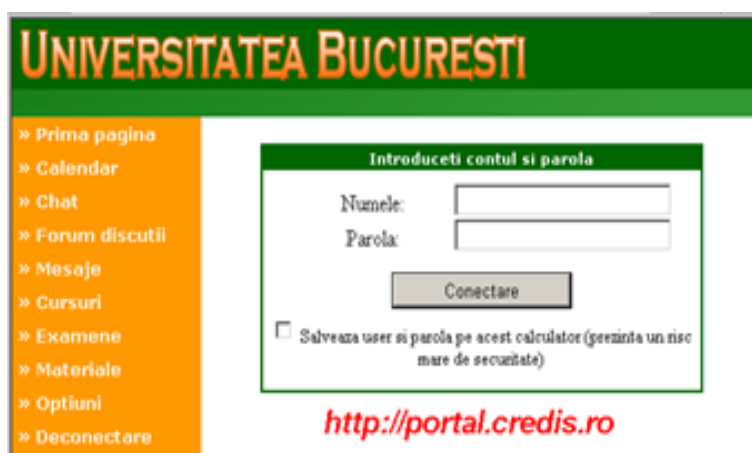 UNIVERSITATEA BUCURESTI
» Prima pagina
» Calendar
» Chat
» Forum discutii
» Mesaje
» Cursuri
» Examene
» Materiale
» Optiuni
» Deconectare
Introduceti contul si parola
Numele:
Parola:
Conectare
Salveaza user si parola pe acest calculator (prezinta un risc
mare de securitate)
http://portal.credis.ro